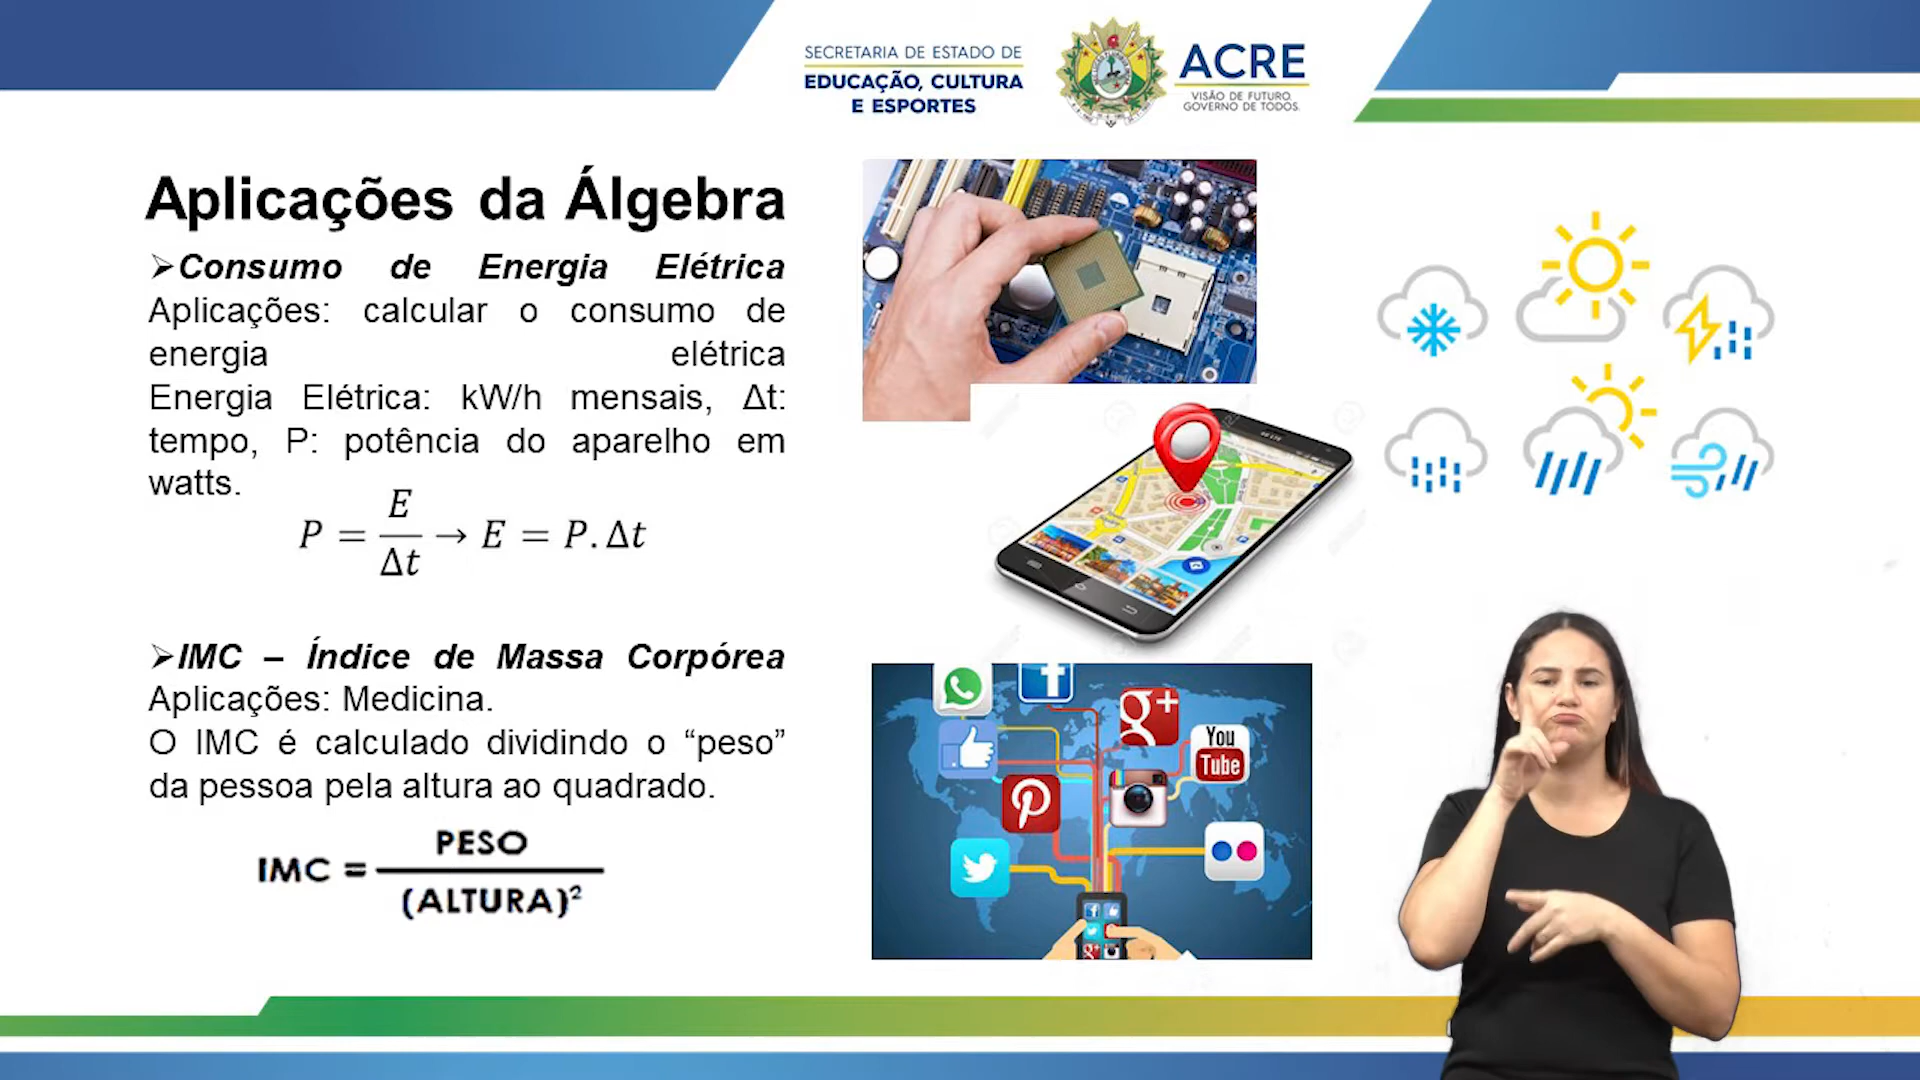 SECRETARIA DE ESTADO DE
EDUCAÇÃO, CULTURA
E ESPORTES
ACRE
VISÃO DE FUTURO.
GOVERNO DE TODOS.
Aplicações da Álgebra
➢Consumo de Energia Elétrica
Aplicações: calcular o consumo de
energia elétrica
Energia Elétrica: kW/h mensais, Δt:
tempo, P: potência do aparelho em
watts.
P = E/Δt → E = P. Δt
➢IMC – Índice de Massa Corpórea
Aplicações: Medicina.
O IMC é calculado dividindo o “peso”
da pessoa pela altura ao quadrado.
IMC = PESO
(ALTURA)²
You
Tube
g+